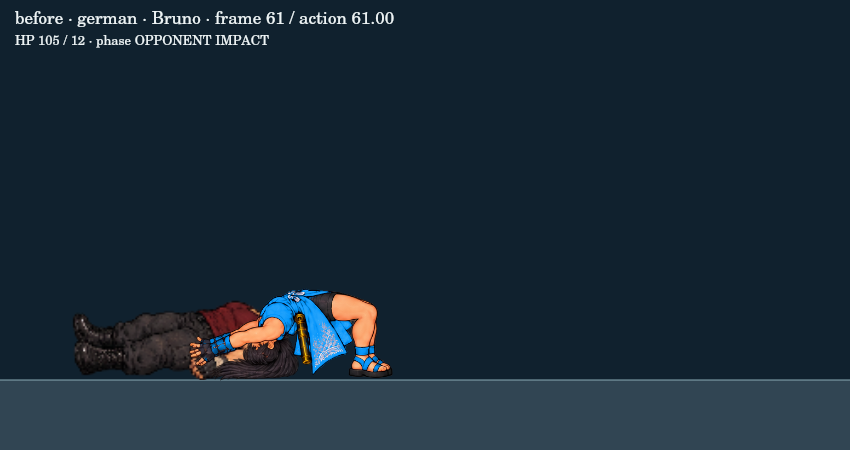 before · german · Bruno · frame 61 / action 61.00
HP 105 / 12 · phase OPPONENT IMPACT